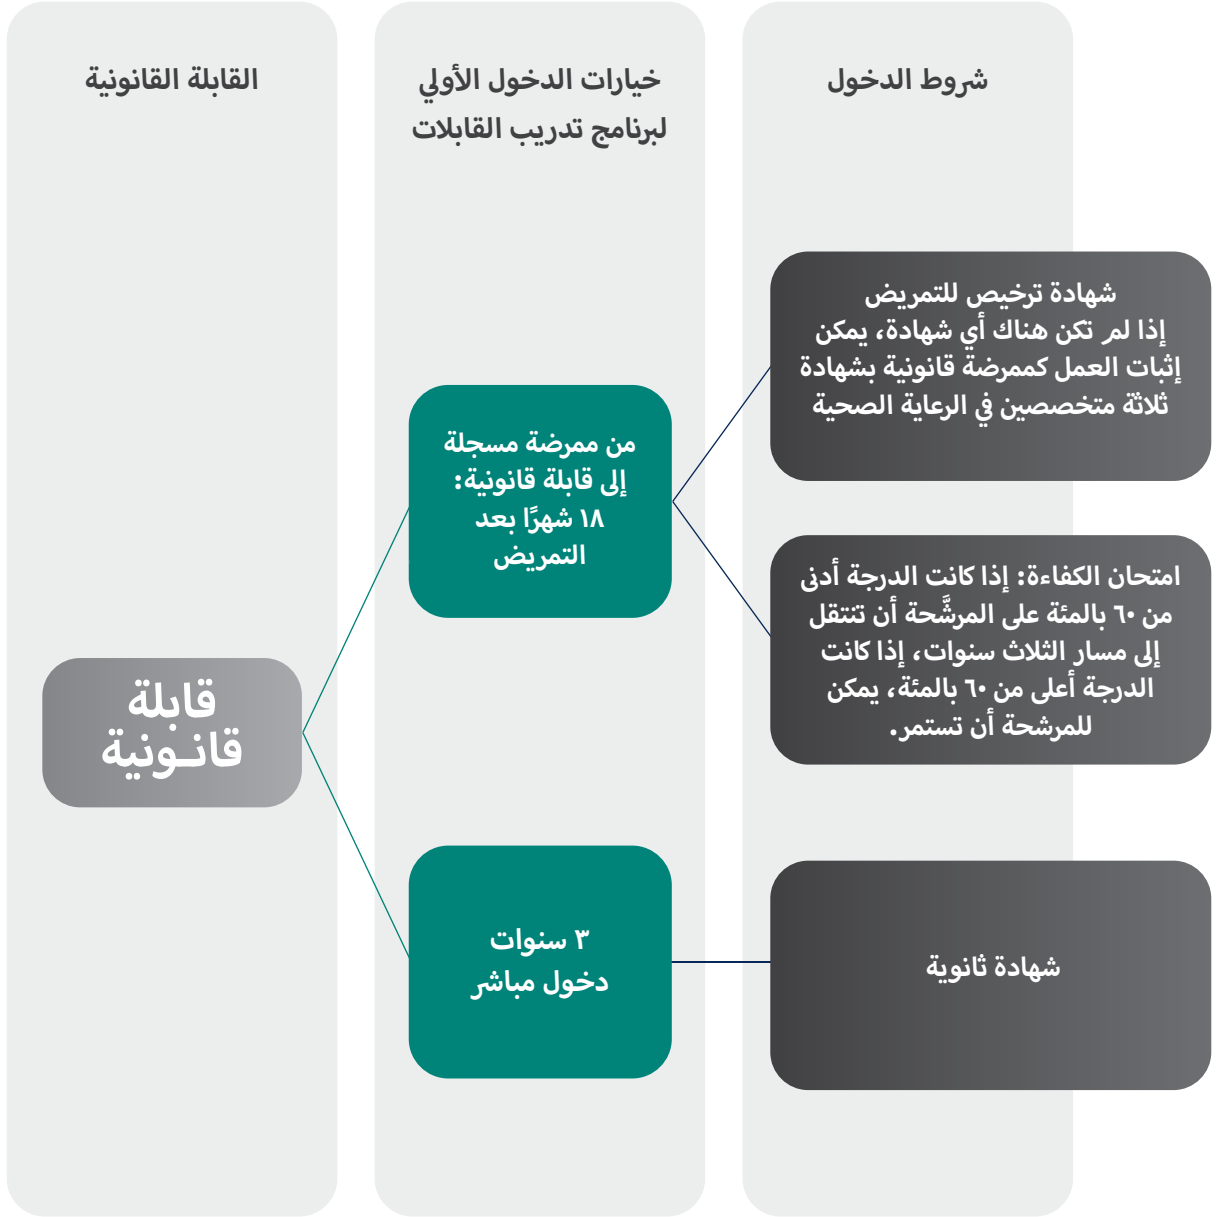 شروط الدخول
خيارات الدخول الأولي
لبرنامج تدريب القابلات
القابلة القانونية
شهادة ترخيص للتمريض
إذا لم تكن هناك أي شهادة، يمكن
إثبات العمل كممرضة قانونية بشهادة
ثلاثة متخصصين في الرعاية الصحية
من ممرضة مسجلة
إلى قابلة قانونية:
١٨ شهرًا بعد
التمريض
امتحان الكفاءة: إذا كانت الدرجة أدنى
من ٦٠ بالمئة على المرشَّحة أن تنتقل
إلى مسار الثلاث سنوات، إذا كانت
الدرجة أعلى من ٦٠ بالمئة، يمكن
للمرشحة أن تستمر.
قابلة
قانـونية
شهادة ثانوية
٣ سنوات
دخول مباشر